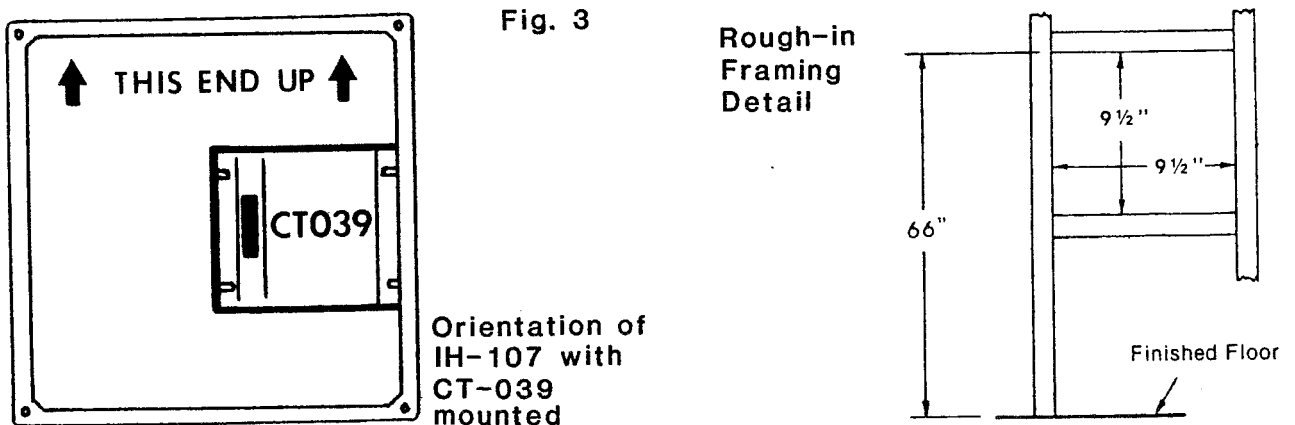 Fig. 3
THIS END UP
CT039
Orientation of
IH-107 with
CT-039
mounted
Rough-in
Framing
Detail
9½"
9½"
66"
Finished Floor